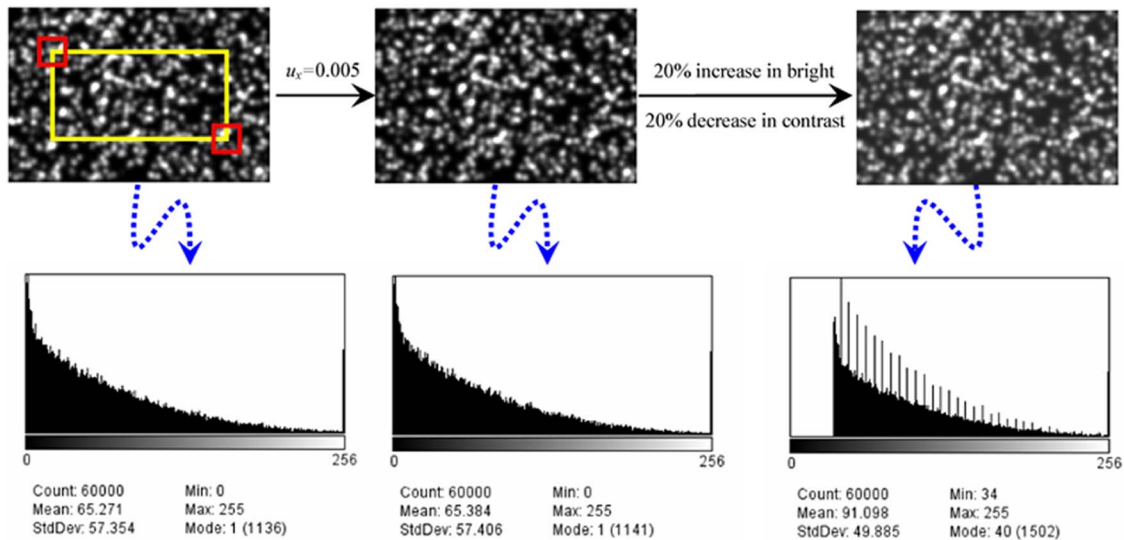 uₓ=0.005
20% increase in bright
20% decrease in contrast
0 256
Count: 60000 Min: 0
Mean: 65.271 Max: 255
StdDev: 57.354 Mode: 1 (1136)
0 256
Count: 60000 Min: 0
Mean: 65.384 Max: 255
StdDev: 57.406 Mode: 1 (1141)
0 256
Count: 60000 Min: 34
Mean: 91.098 Max: 255
StdDev: 49.885 Mode: 40 (1502)